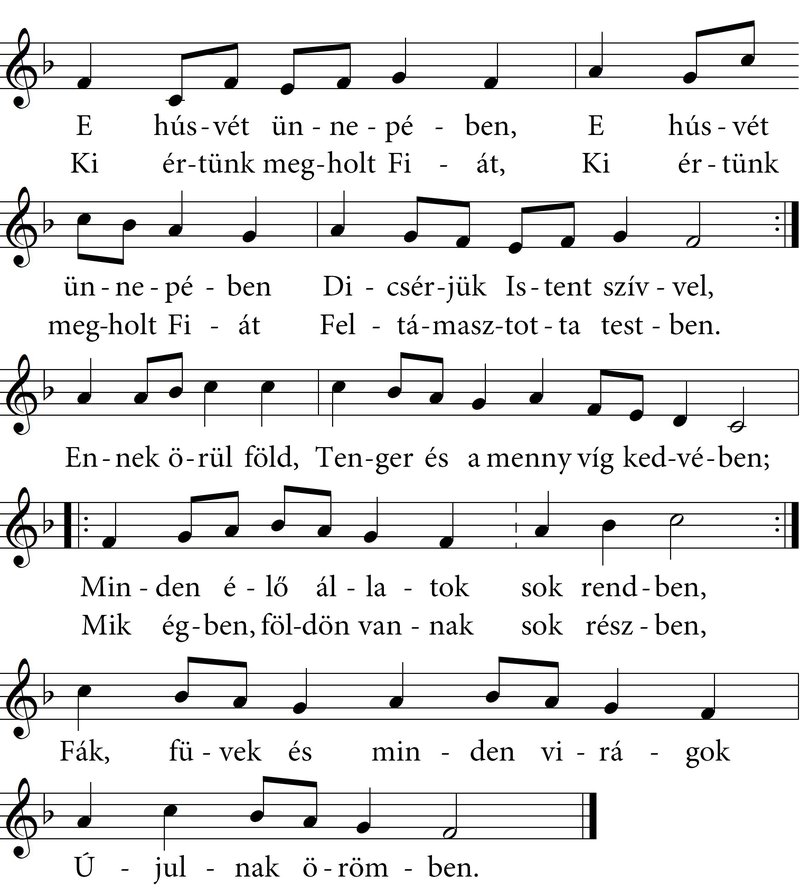 E hús-vét ün-ne-pé-ben, E hús-vét
Ki ér-tünk meg-holt Fi-át, Ki ér-tünk
ün-ne-pé-ben Di-csér-jük Is-tent szív-vel,
meg-holt Fi-át Fel-tá-masz-tot-ta test-ben.
En-nek ö-rül föld, Ten-ger és a menny víg ked-vé-ben;
Min-den é-lő ál-la-tok sok rend-ben,
Mik ég-ben, föl-dön van-nak sok rész-ben,
Fák, fü-vek és min-den vi-rá-gok
Ú-jul-nak ö-röm-ben.